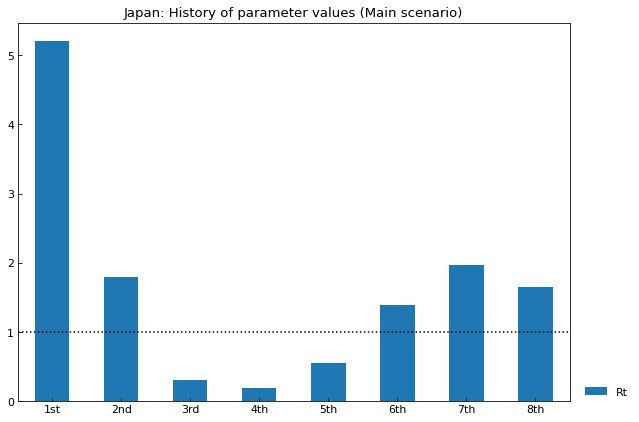 Japan: History of parameter values (Main scenario)
5
4
3
2
1
0
1st 2nd 3rd 4th 5th 6th 7th 8th
Rt